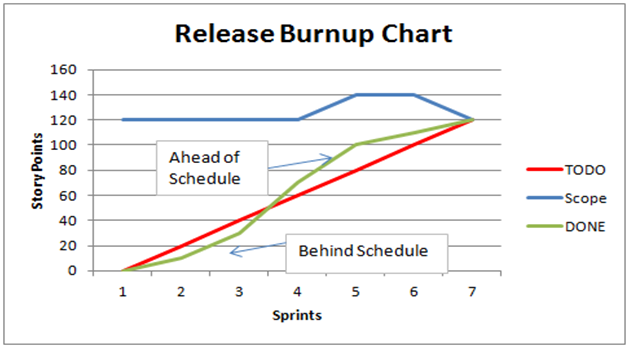 Release Burnup Chart
160
140
120
100
80
60
40
20
0
Story Points
Ahead of
Schedule
Behind Schedule
1 2 3 4 5 6 7
Sprints
TODO
Scope
DONE